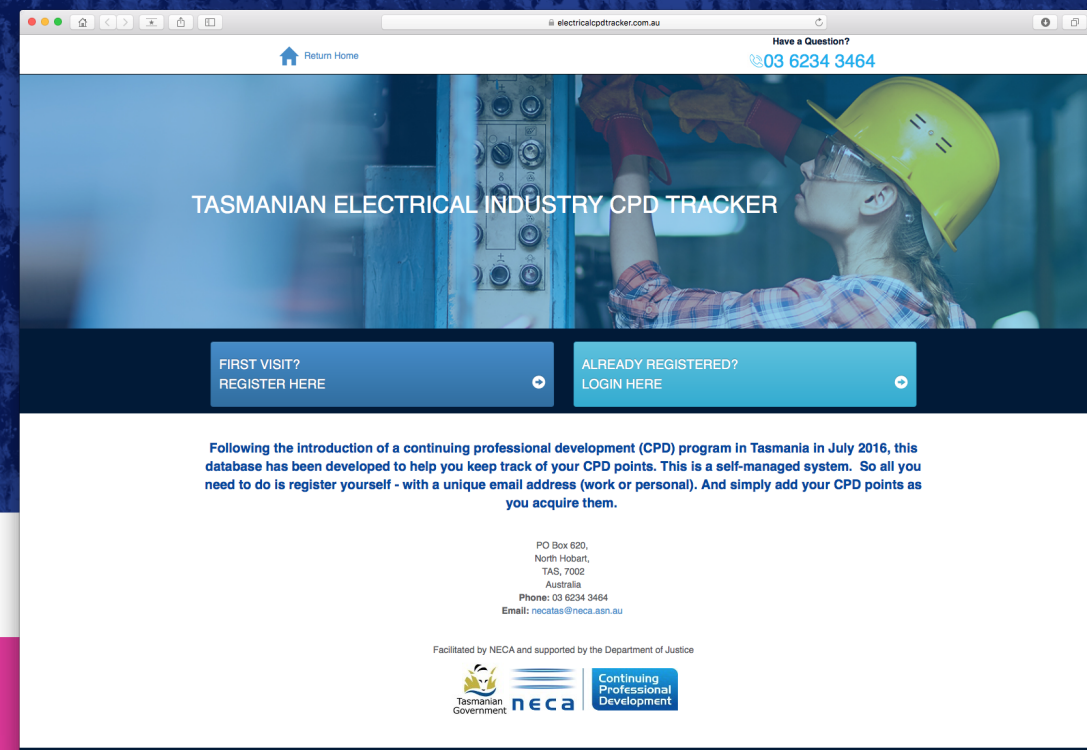 electricalcpdtracker.com.au
Return Home
Have a Question?
03 6234 3464
TASMANIAN ELECTRICAL INDUSTRY CPD TRACKER
FIRST VISIT?
REGISTER HERE
ALREADY REGISTERED?
LOGIN HERE
Following the introduction of a continuing professional development (CPD) program in Tasmania in July 2016, this
database has been developed to help you keep track of your CPD points. This is a self-managed system. So all you
need to do is register yourself - with a unique email address (work or personal). And simply add your CPD points as
you acquire them.
PO Box 620,
North Hobart,
TAS, 7002
Australia
Phone: 03 6234 3464
Email: necatas@neca.asn.au
Facilitated by NECA and supported by the Department of Justice
Tasmanian
Government
neca
Continuing
Professional
Development